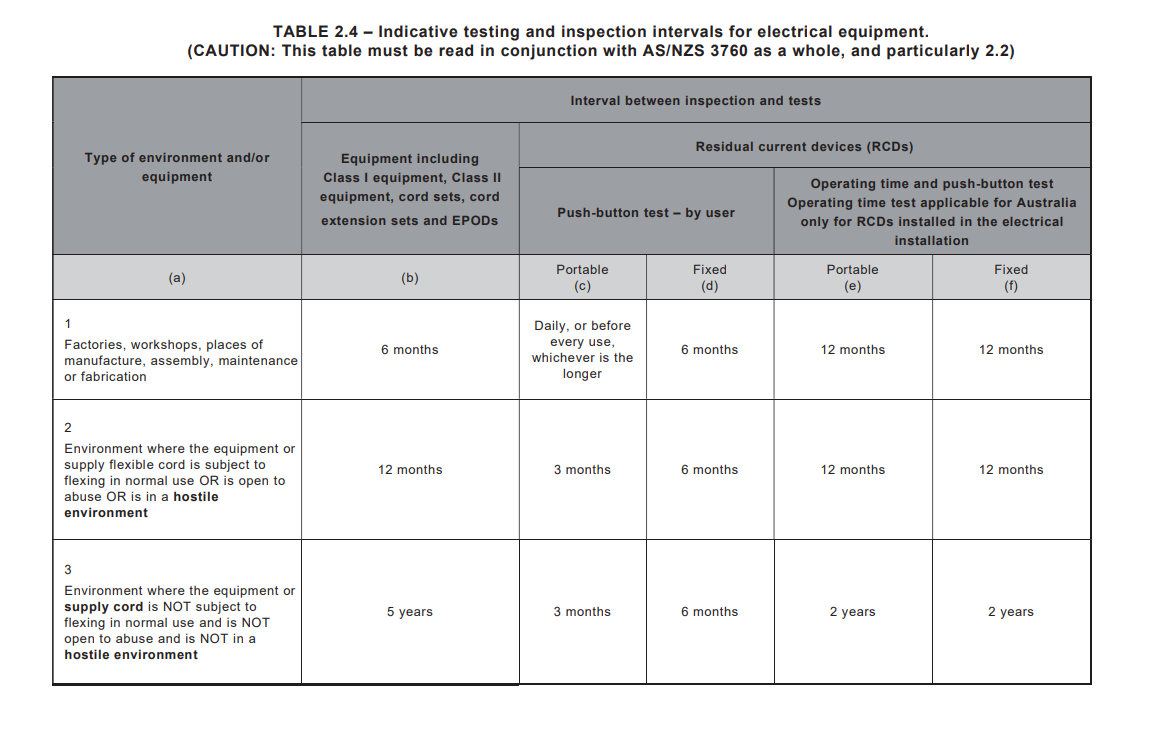 TABLE 2.4 – Indicative testing and inspection intervals for electrical equipment.
(CAUTION: This table must be read in conjunction with AS/NZS 3760 as a whole, and particularly 2.2)
Type of environment and/or
equipment
Interval between inspection and tests
Equipment including
Class I equipment, Class II
equipment, cord sets, cord
extension sets and EPODs
Residual current devices (RCDs)
Push-button test – by user
Operating time and push-button test
Operating time test applicable for Australia
only for RCDs installed in the electrical
installation
(a)
(b)
Portable
(c)
Fixed
(d)
Portable
(e)
Fixed
(f)
1
Factories, workshops, places of
manufacture, assembly, maintenance
or fabrication
6 months
Daily, or before
every use,
whichever is the
longer
6 months
12 months
12 months
2
Environment where the equipment or
supply flexible cord is subject to
flexing in normal use OR is open to
abuse OR is in a hostile
environment
12 months
3 months
6 months
12 months
12 months
3
Environment where the equipment or
supply cord is NOT subject to
flexing in normal use and is NOT
open to abuse and is NOT in a
hostile environment
5 years
3 months
6 months
2 years
2 years